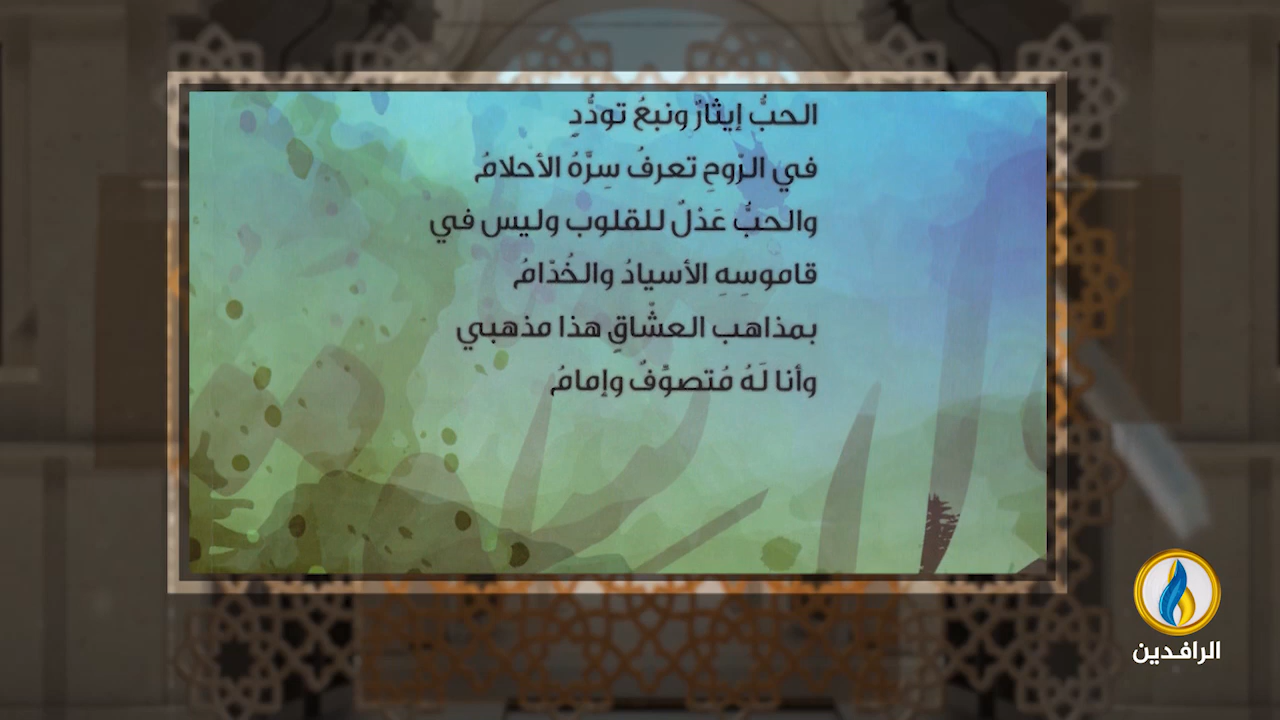 الحبُّ إيثارٌ ونبعُ تودُّدِ
في الرّوحِ تعرفُ سِرَّهُ الأحلامُ
والحبُّ عَدْلٌ للقلوب وليس في
قاموسِهِ الأسيادُ والخُدّامُ
بمذاهب العشّاقِ هذا مذهبي
وأنا لَهُ مُتصوِّفٌ وإمامُ
الرافدين